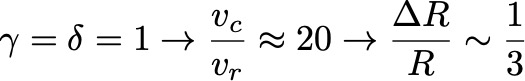 γ = δ = 1 → v_c/v_r ≈ 20 → ΔR/R ∼ 1/3